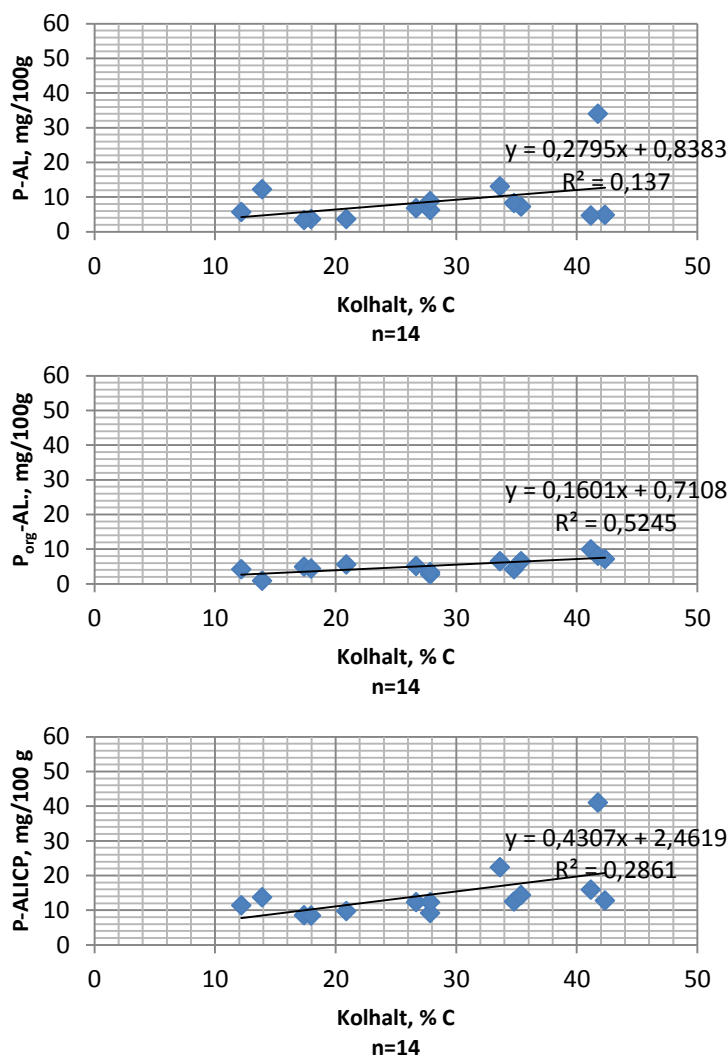 60
50
40
30
20
10
0
P-AL, mg/100g
y = 0,2795x + 0,8383
R² = 0,137
0 10 20 30 40 50
Kolhalt, % C
n=14
60
50
40
30
20
10
0
Porg-AL., mg/100g
y = 0,1601x + 0,7108
R² = 0,5245
0 10 20 30 40 50
Kolhalt, % C
n=14
60
50
40
30
20
10
0
P-ALICP, mg/100 g
y = 0,4307x + 2,4619
R² = 0,2861
0 10 20 30 40 50
Kolhalt, % C
n=14